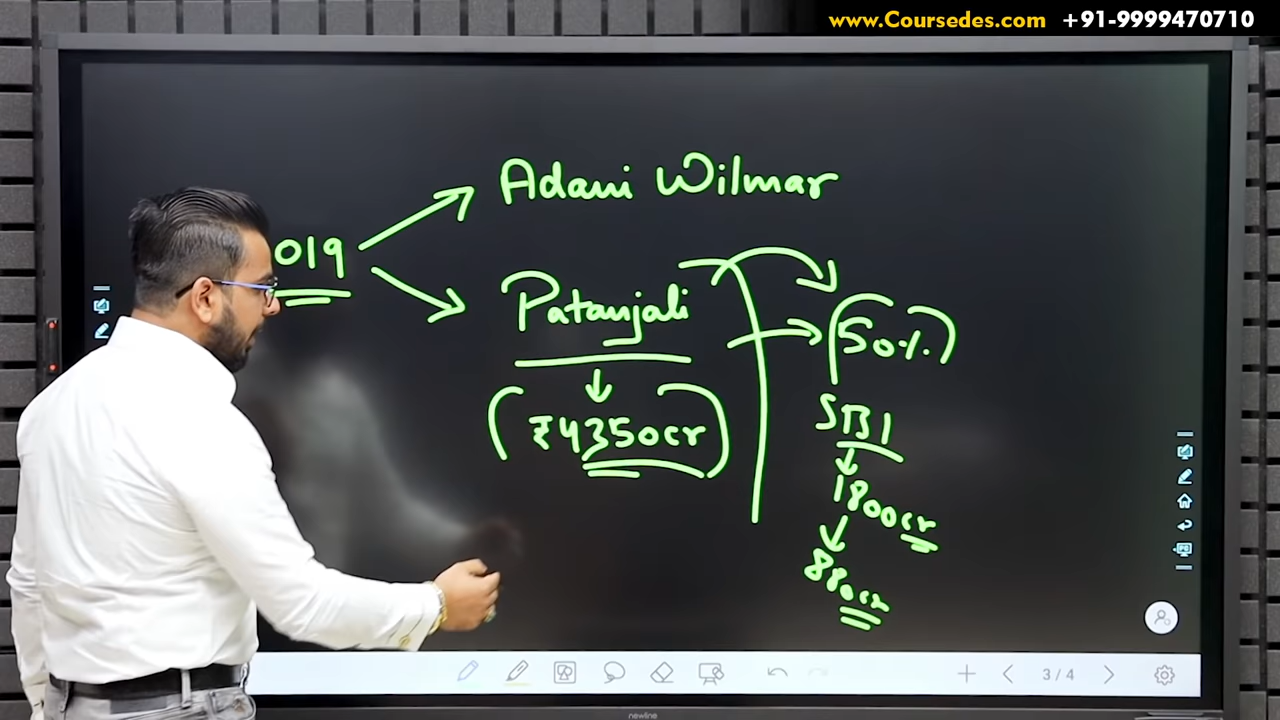 www.Coursedes.com +91-9999470710
Adani Wilmar
019
Patanjali
50%
₹4350cr
SBI
1800cr
880cr
3/4
newline